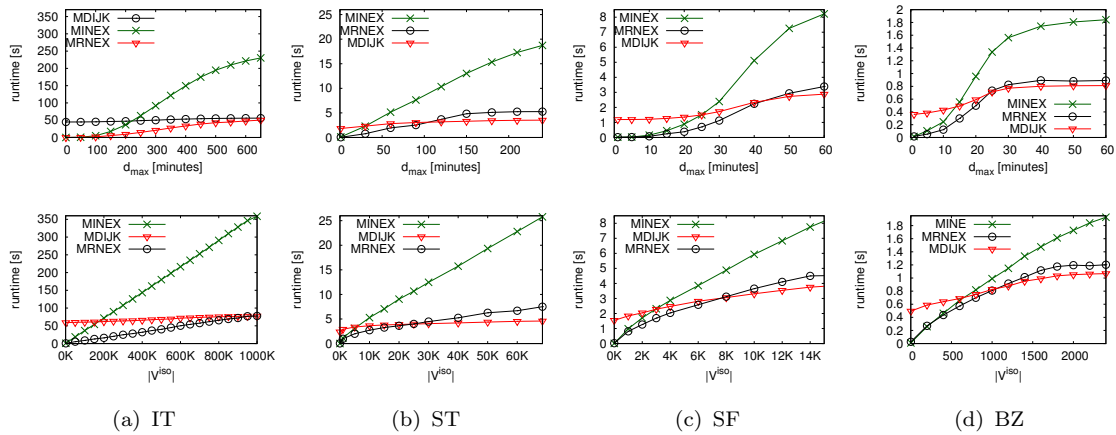 MDIJK
MINEX
MRNEX
runtime [s]
350
300
250
200
150
100
50
0
0 100 200 300 400 500 600
d_max [minutes]
MINEX
MRNEX
MDIJK
runtime [s]
25
20
15
10
5
0
0 50 100 150 200
d_max [minutes]
MINEX
MRNEX
MDIJK
runtime [s]
8
7
6
5
4
3
2
1
0
0 10 20 30 40 50 60
d_max [minutes]
MINEX
MRNEX
MDIJK
runtime [s]
2
1.8
1.6
1.4
1.2
1
0.8
0.6
0.4
0.2
0
0 10 20 30 40 50 60
d_max [minutes]
MINEX
MDIJK
MRNEX
runtime [s]
350
300
250
200
150
100
50
0
0K 200K 400K 600K 800K 1000K
|V^iso|
MINEX
MDIJK
MRNEX
runtime [s]
25
20
15
10
5
0
0K 10K 20K 30K 40K 50K 60K
|V^iso|
MINEX
MDIJK
MRNEX
runtime [s]
8
7
6
5
4
3
2
1
0
0K 2K 4K 6K 8K 10K 12K 14K
|V^iso|
MINE
MRNEX
MDIJK
runtime [s]
1.8
1.6
1.4
1.2
1.0
0.8
0.6
0.4
0.2
0
0 500 1000 1500 2000
|V^iso|
(a) IT
(b) ST
(c) SF
(d) BZ